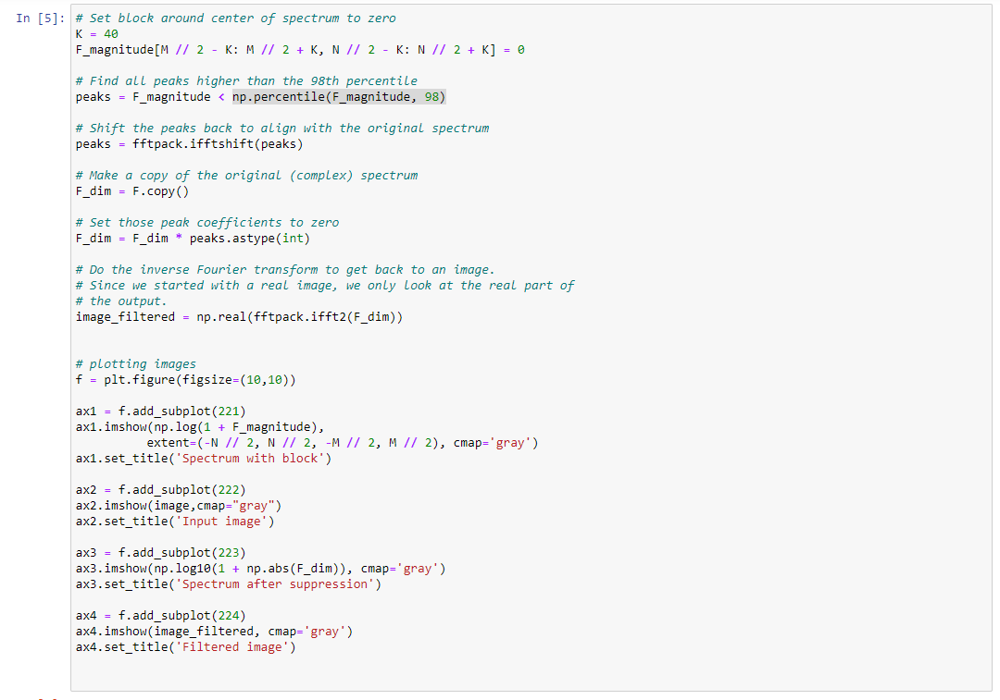 In [5]: # Set block around center of spectrum to zero
K = 40
F_magnitude[M // 2 - K: M // 2 + K, N // 2 - K: N // 2 + K] = 0
# Find all peaks higher than the 98th percentile
peaks = F_magnitude < np.percentile(F_magnitude, 98)
# Shift the peaks back to align with the original spectrum
peaks = fftpack.ifftshift(peaks)
# Make a copy of the original (complex) spectrum
F_dim = F.copy()
# Set those peak coefficients to zero
F_dim = F_dim * peaks.astype(int)
# Do the inverse Fourier transform to get back to an image.
# Since we started with a real image, we only look at the real part of
# the output.
image_filtered = np.real(fftpack.ifft2(F_dim))
# plotting images
f = plt.figure(figsize=(10,10))
ax1 = f.add_subplot(221)
ax1.imshow(np.log(1 + F_magnitude),
extent=(-N // 2, N // 2, -M // 2, M // 2), cmap='gray')
ax1.set_title('Spectrum with block')
ax2 = f.add_subplot(222)
ax2.imshow(image,cmap="gray")
ax2.set_title('Input image')
ax3 = f.add_subplot(223)
ax3.imshow(np.log10(1 + np.abs(F_dim)), cmap='gray')
ax3.set_title('Spectrum after suppression')
ax4 = f.add_subplot(224)
ax4.imshow(image_filtered, cmap='gray')
ax4.set_title('Filtered image')